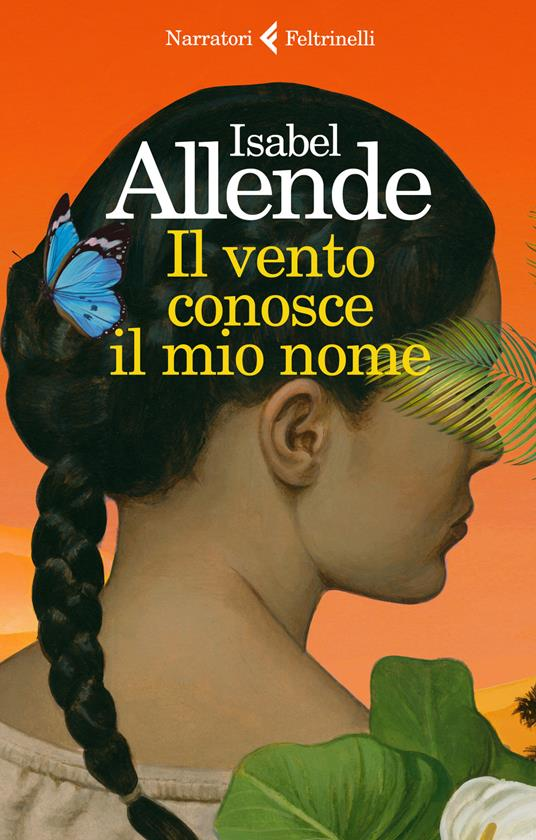 Narratori Feltrinelli
Isabel
Allende
Il vento
conosce
il mio nome